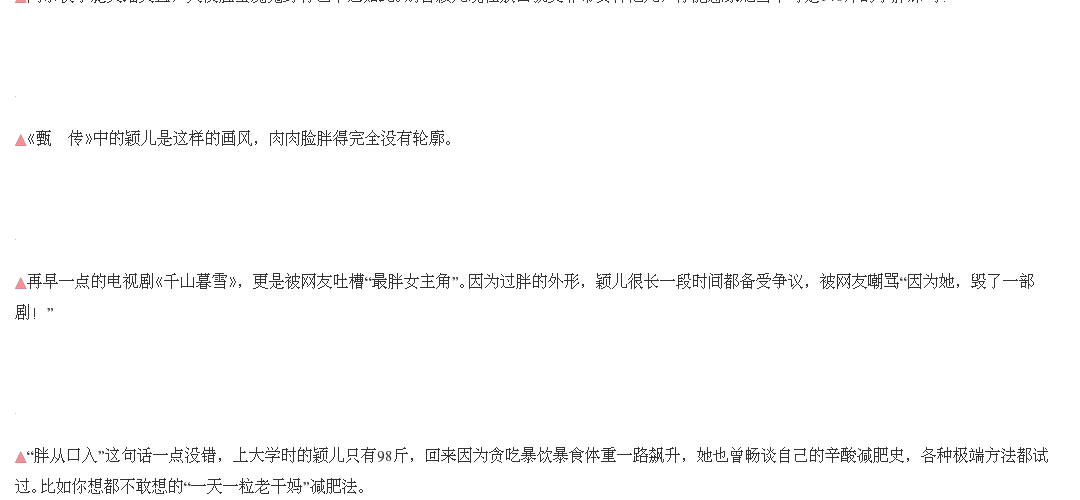 ▲《甄　传》中的颖儿是这样的画风，肉肉脸胖得完全没有轮廓。
▲再早一点的电视剧《千山暮雪》，更是被网友吐槽“最胖女主角”。因为过胖的外形，颖儿很长一段时间都备受争议，被网友嘲骂“因为她，毁了一部
剧！”
▲“胖从口入”这句话一点没错，上大学时的颖儿只有98斤，回来因为贪吃暴饮暴食体重一路飙升，她也曾畅谈自己的辛酸减肥史，各种极端方法都试
过。比如你想都不敢想的“一天一粒老干妈”减肥法。